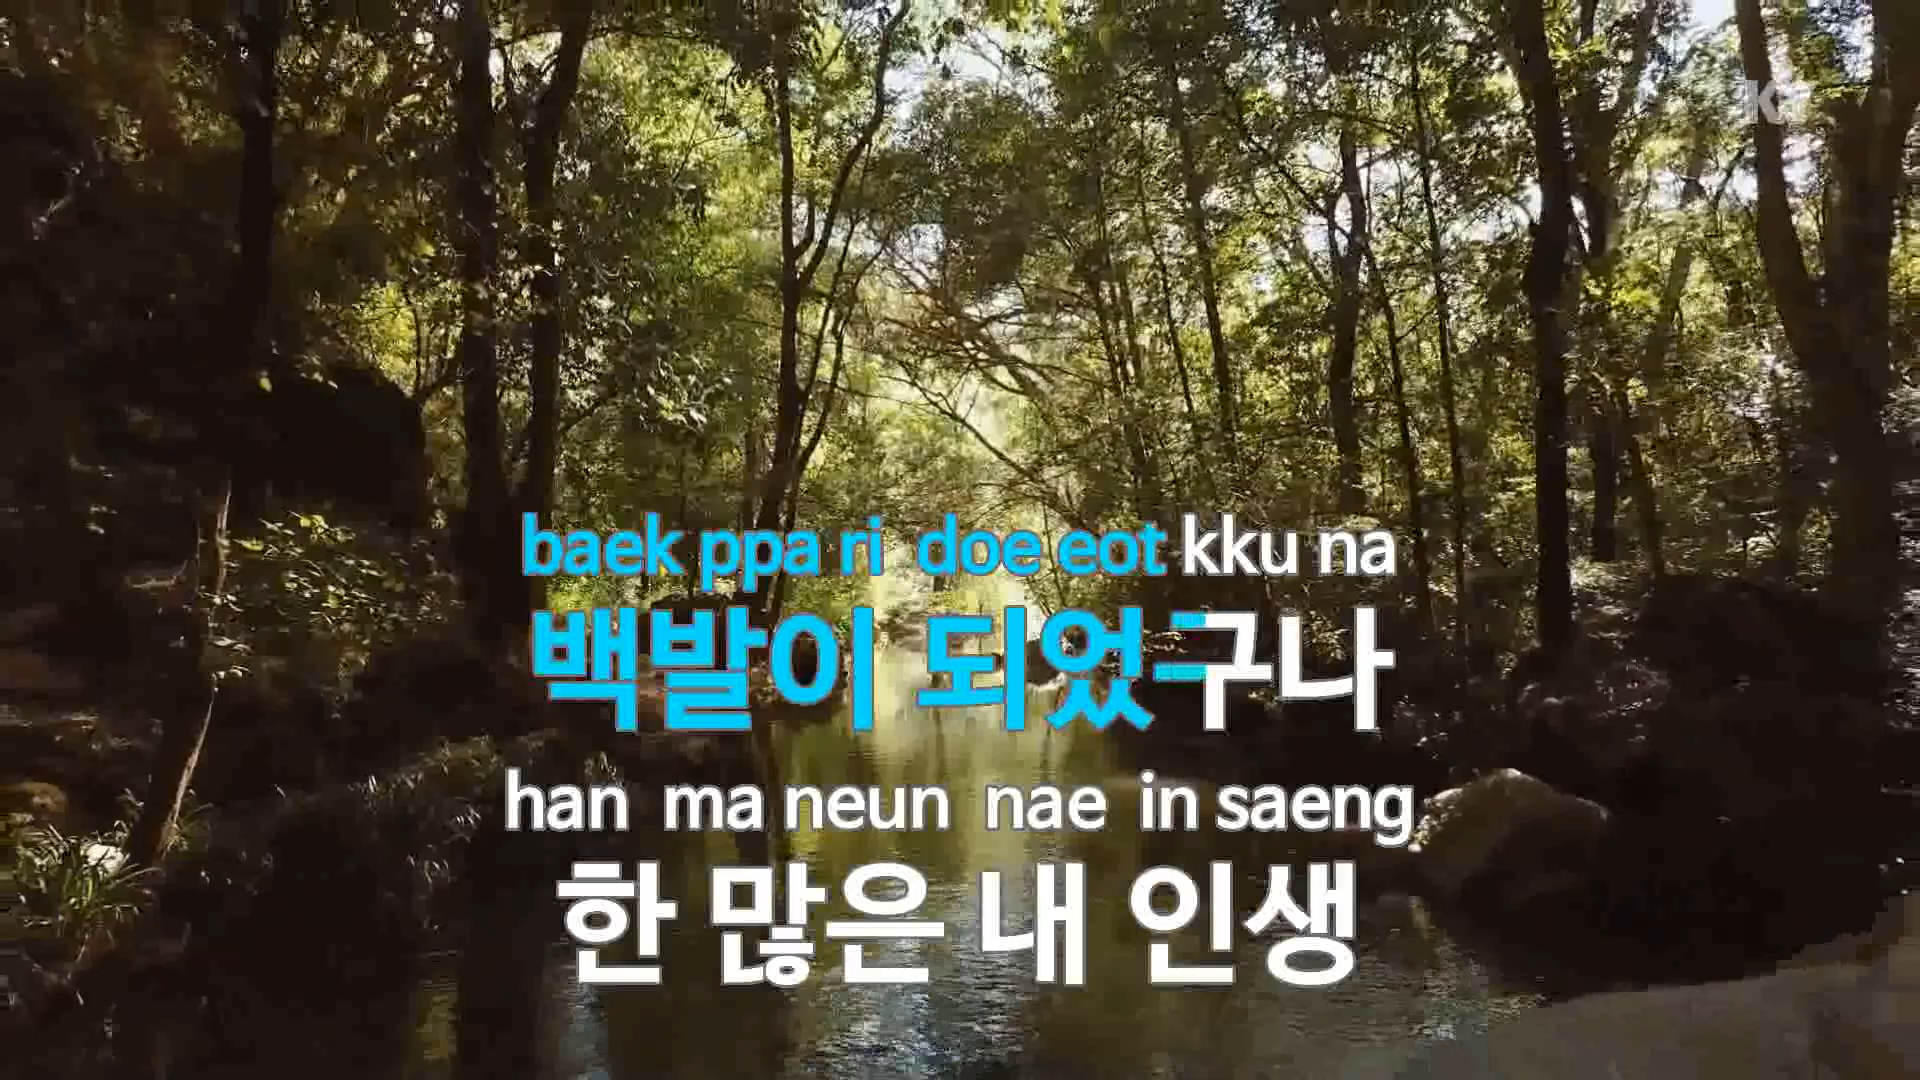 baek ppa ri doe eot kku na
백발이 되었구나
han ma neun nae in saeng
한 많은 내 인생